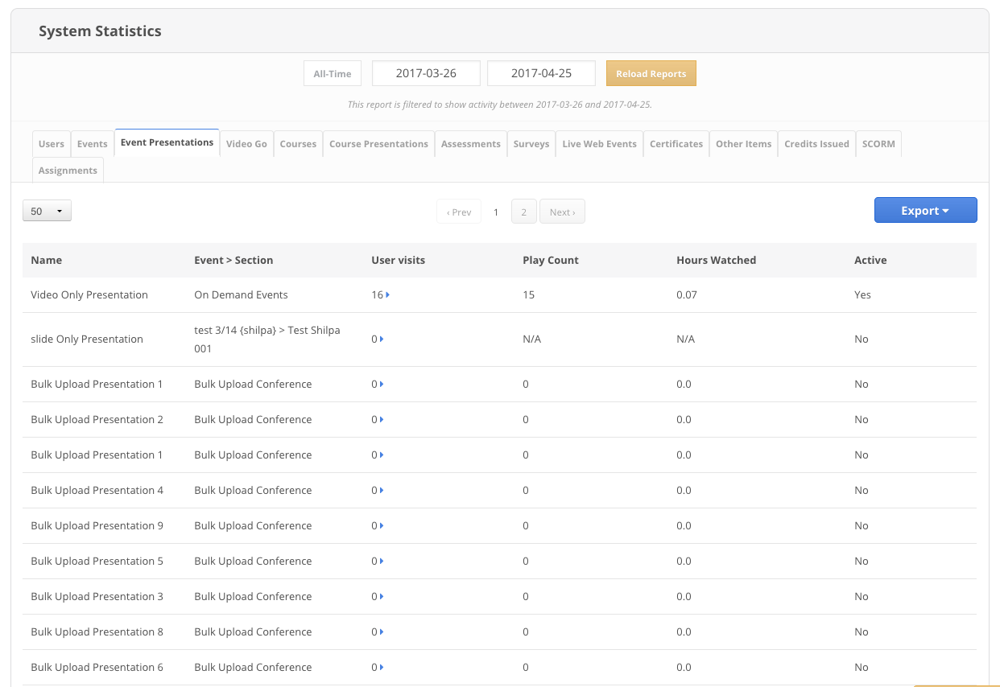 System Statistics
All-Time 2017-03-26 2017-04-25 Reload Reports
This report is filtered to show activity between 2017-03-26 and 2017-04-25.
Users Events Event Presentations Video Go Courses Course Presentations Assessments Surveys Live Web Events Certificates Other Items Credits Issued SCORM
Assignments
50 ‹ Prev 1 2 Next › Export
Name Event > Section User visits Play Count Hours Watched Active
Video Only Presentation On Demand Events 16 15 0.07 Yes
slide Only Presentation test 3/14 {shilpa} > Test Shilpa 0 N/A N/A No
001
Bulk Upload Presentation 1 Bulk Upload Conference 0 0 0.0 No
Bulk Upload Presentation 2 Bulk Upload Conference 0 0 0.0 No
Bulk Upload Presentation 1 Bulk Upload Conference 0 0 0.0 No
Bulk Upload Presentation 4 Bulk Upload Conference 0 0 0.0 No
Bulk Upload Presentation 9 Bulk Upload Conference 0 0 0.0 No
Bulk Upload Presentation 5 Bulk Upload Conference 0 0 0.0 No
Bulk Upload Presentation 3 Bulk Upload Conference 0 0 0.0 No
Bulk Upload Presentation 8 Bulk Upload Conference 0 0 0.0 No
Bulk Upload Presentation 6 Bulk Upload Conference 0 0 0.0 No